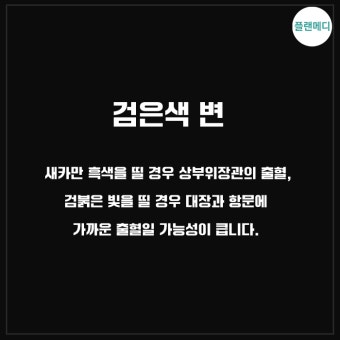 플랜메디
검은색 변
새카만 흑색을 띌 경우 상부위장관의 출혈,
검붉은 빛을 띌 경우 대장과 항문에
가까운 출혈일 가능성이 큽니다.